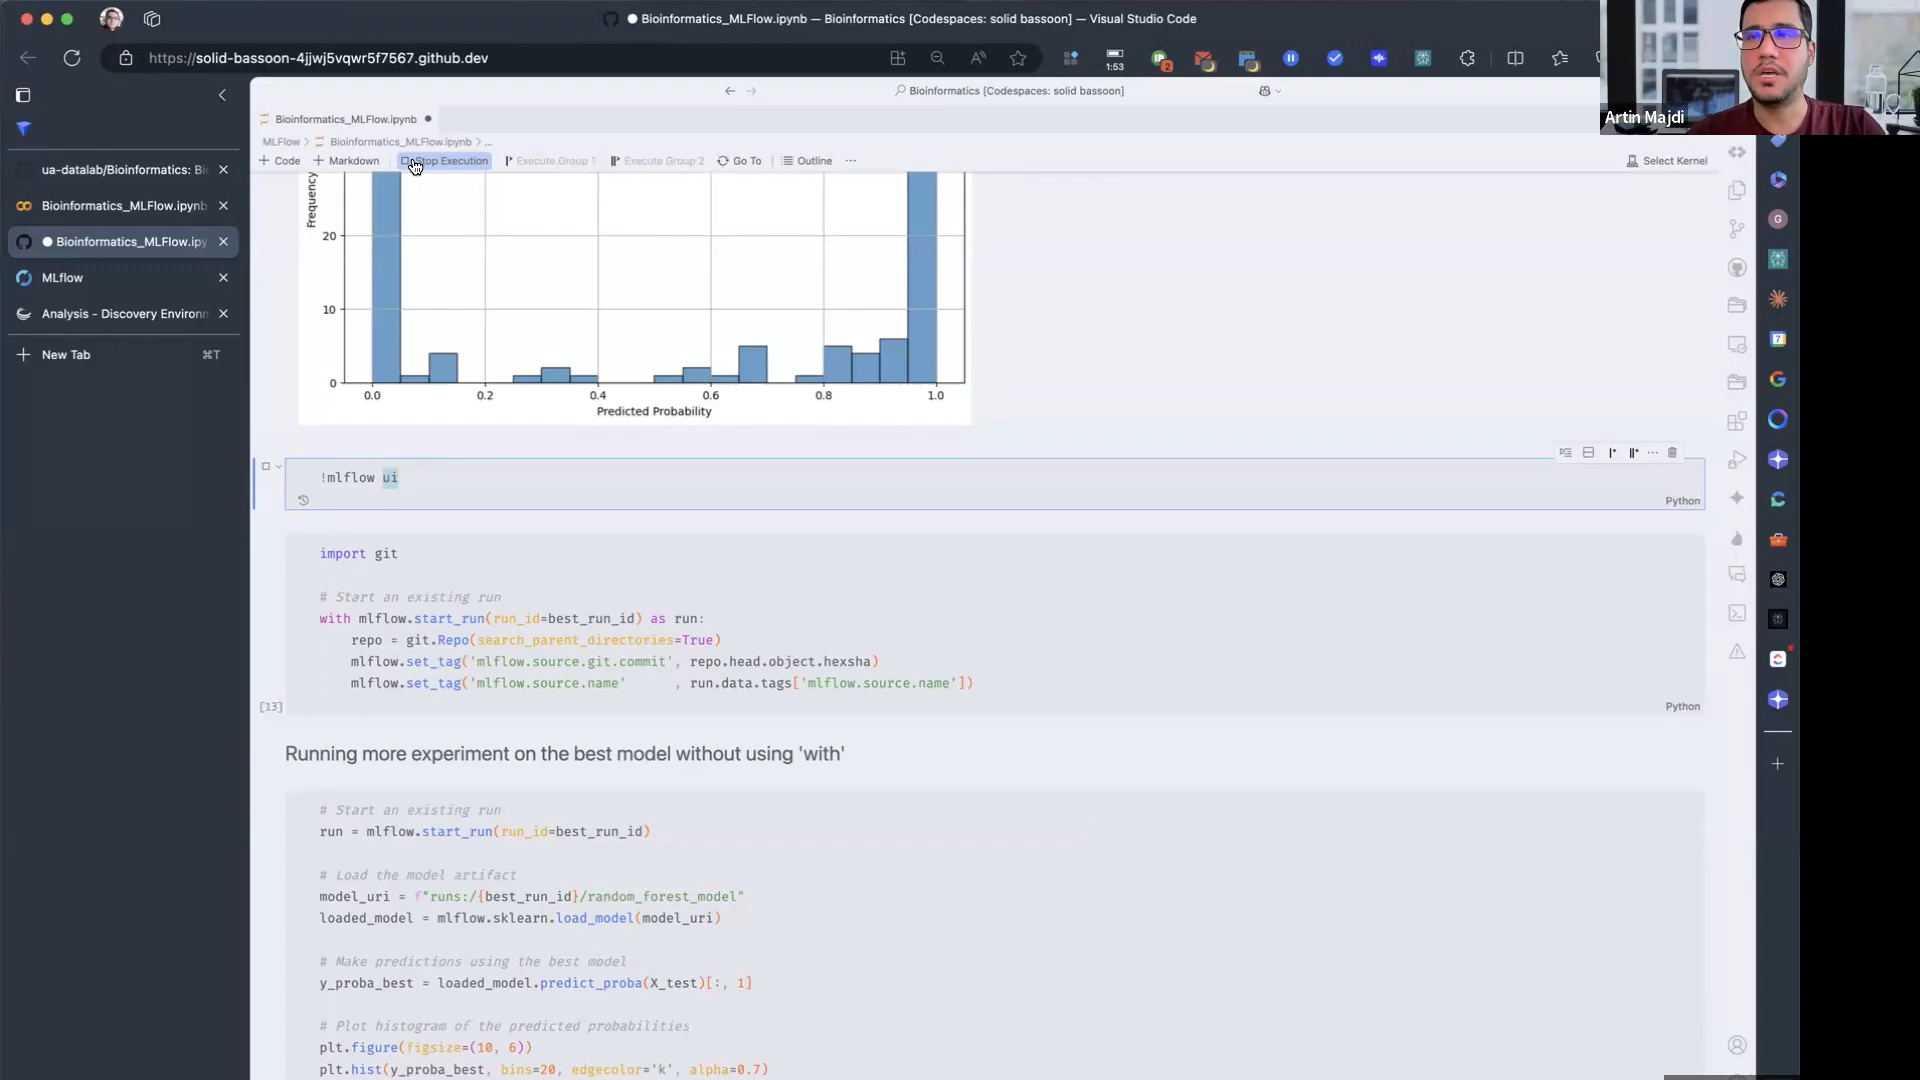 Bioinformatics_MLFlow.ipynb — Bioinformatics [Codespaces: solid bassoon] — Visual Studio Code
https://solid-bassoon-4jjwj5vqwr5f7567.github.dev
2
1:53
Artin Majdi
Bioinformatics [Codespaces: solid bassoon]
Bioinformatics_MLFlow.ipynb
MLFlow > Bioinformatics_MLFlow.ipynb > ...
+ Code + Markdown Stop Execution Execute Group 1 Execute Group 2 Go To Outline ... Select Kernel
ua-datalab/Bioinformatics: Bi
Bioinformatics_MLFlow.ipynb
Bioinformatics_MLFlow.ipy
MLflow
Analysis - Discovery Environm
New Tab ⌘T
Frequency
20
10
0
0.0 0.2 0.4 0.6 0.8 1.0
Predicted Probability
!mlflow ui
Python
import git
# Start an existing run
with mlflow.start_run(run_id=best_run_id) as run:
repo = git.Repo(search_parent_directories=True)
mlflow.set_tag('mlflow.source.git.commit', repo.head.object.hexsha)
mlflow.set_tag('mlflow.source.name' , run.data.tags['mlflow.source.name'])
[13] Python
Running more experiment on the best model without using 'with'
# Start an existing run
run = mlflow.start_run(run_id=best_run_id)
# Load the model artifact
model_uri = f"runs:/{best_run_id}/random_forest_model"
loaded_model = mlflow.sklearn.load_model(model_uri)
# Make predictions using the best model
y_proba_best = loaded_model.predict_proba(X_test)[:, 1]
# Plot histogram of the predicted probabilities
plt.figure(figsize=(10, 6))
plt.hist(y_proba_best, bins=20, edgecolor='k', alpha=0.7)
G
7